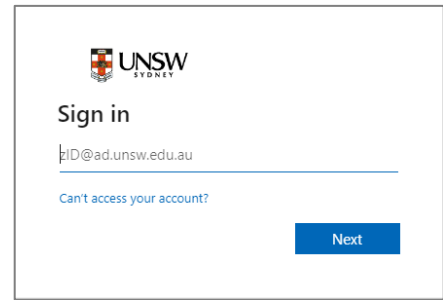 UNSW
SYDNEY
Sign in
zID@ad.unsw.edu.au
Can't access your account?
Next